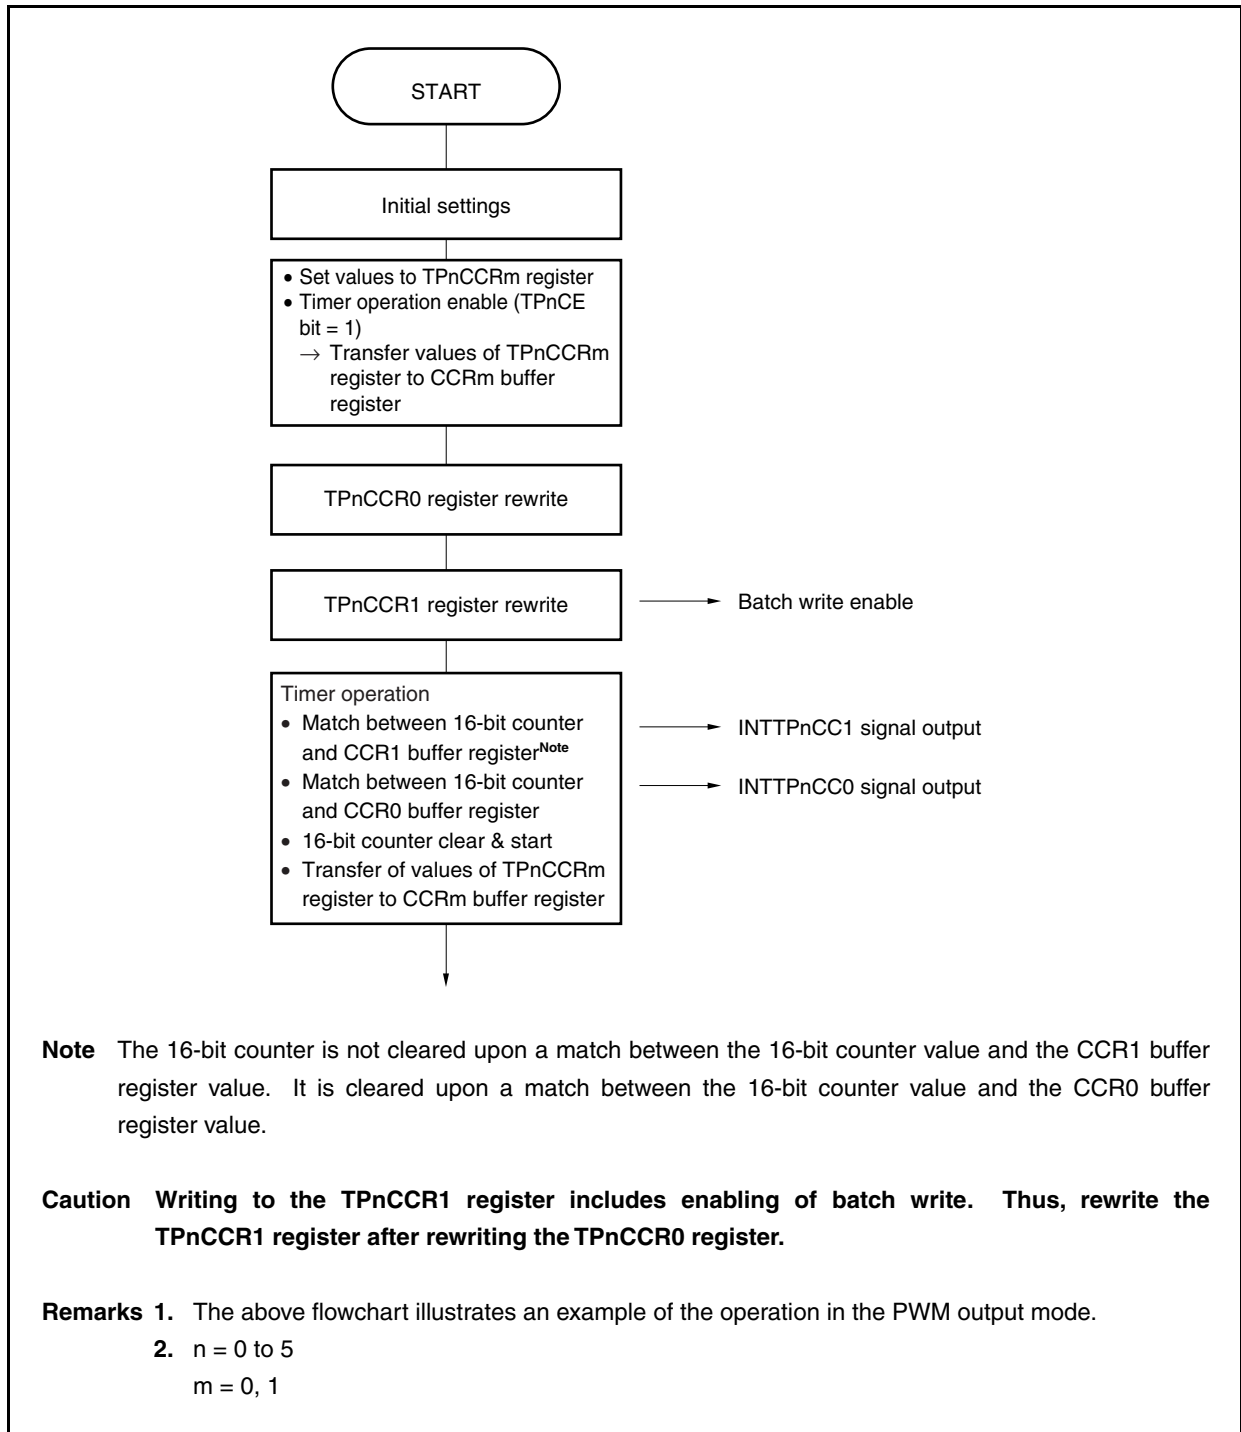 START
Initial settings
• Set values to TPnCCRm register
• Timer operation enable (TPnCE
bit = 1)
→ Transfer values of TPnCCRm
register to CCRm buffer
register
TPnCCR0 register rewrite
TPnCCR1 register rewrite
Batch write enable
Timer operation
• Match between 16-bit counter
and CCR1 buffer registerNote
INTTPnCC1 signal output
• Match between 16-bit counter
and CCR0 buffer register
INTTPnCC0 signal output
• 16-bit counter clear & start
• Transfer of values of TPnCCRm
register to CCRm buffer register
Note The 16-bit counter is not cleared upon a match between the 16-bit counter value and the CCR1 buffer
register value. It is cleared upon a match between the 16-bit counter value and the CCR0 buffer
register value.
Caution Writing to the TPnCCR1 register includes enabling of batch write. Thus, rewrite the
TPnCCR1 register after rewriting the TPnCCR0 register.
Remarks 1. The above flowchart illustrates an example of the operation in the PWM output mode.
2. n = 0 to 5
m = 0, 1